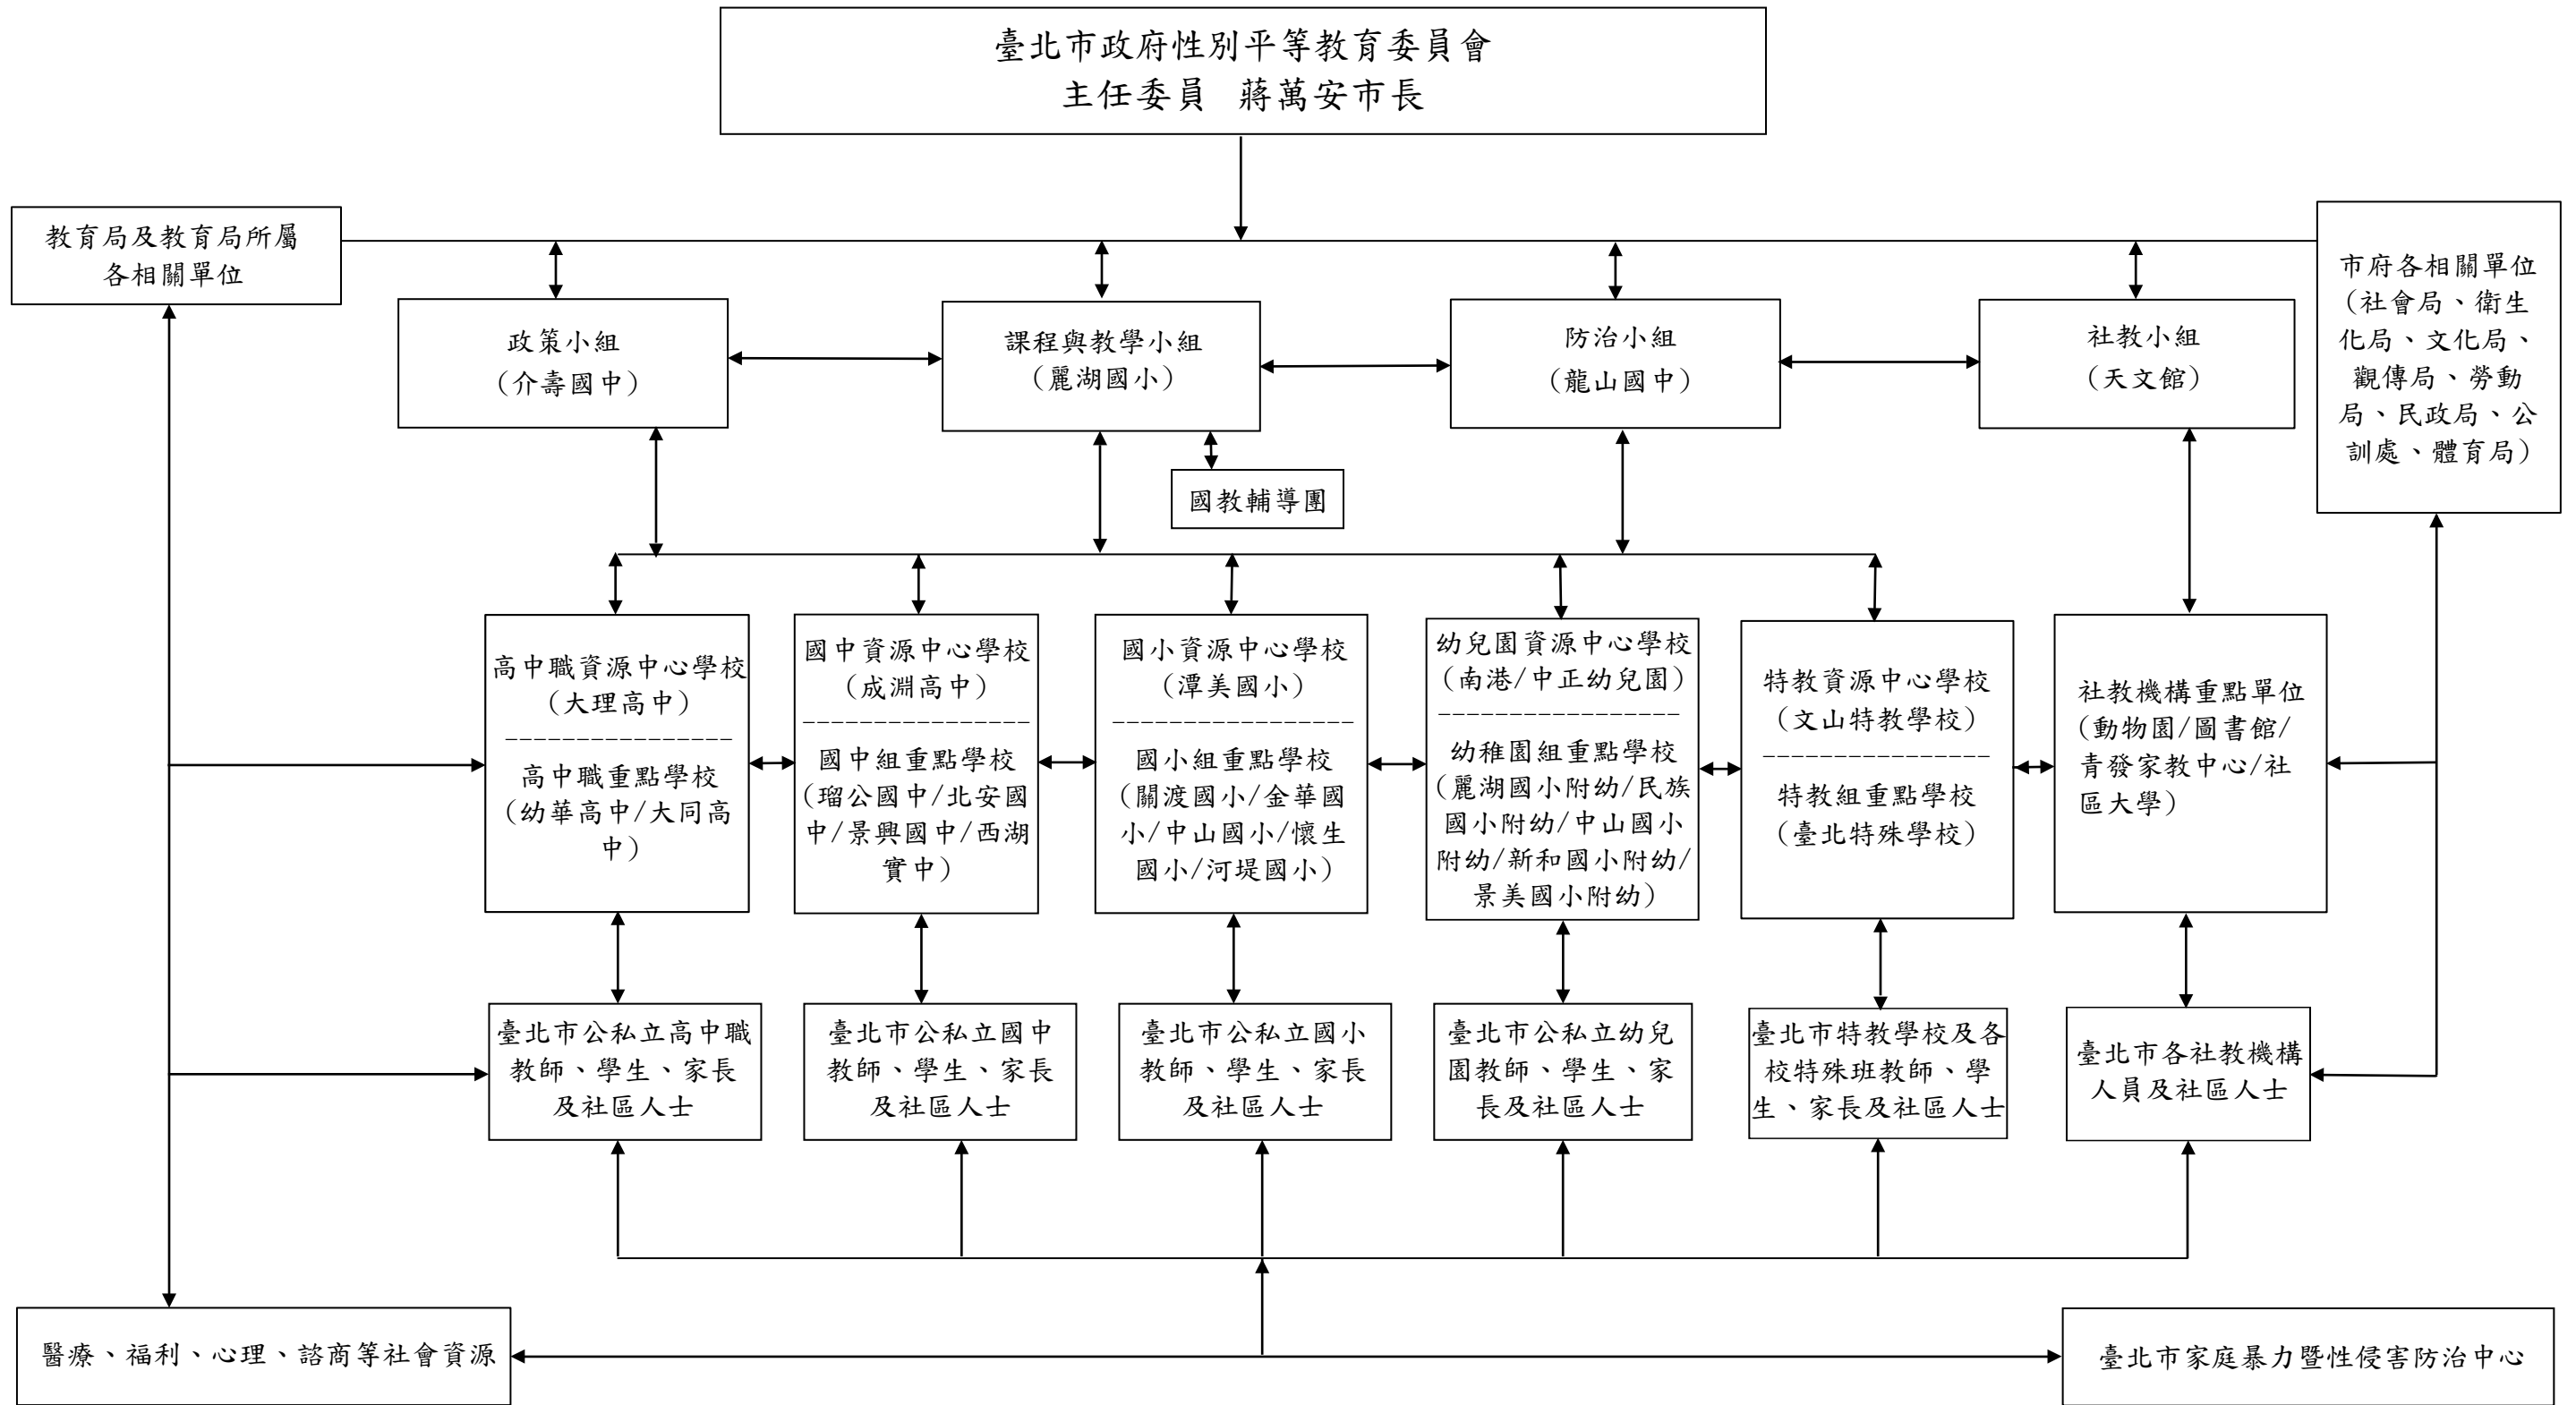 臺北市政府性別平等教育委員會
主任委員 蔣萬安市長
教育局及教育局所屬
各相關單位
市府各相關單位
(社會局、衛生
化局、文化局、
觀傳局、勞動
局、民政局、公
訓處、體育局)
政策小組
(介壽國中)
課程與教學小組
(麗湖國小)
防治小組
(龍山國中)
社教小組
(天文館)
國教輔導團
高中職資源中心學校
(大理高中)
----------------
高中職重點學校
(幼華高中/大同高
中)
國中資源中心學校
(成淵高中)
----------------
國中組重點學校
(瑠公國中/北安國
中/景興國中/西湖
實中)
國小資源中心學校
(潭美國小)
-----------------
國小組重點學校
(關渡國小/金華國
小/中山國小/懷生
國小/河堤國小)
幼兒園資源中心學校
(南港/中正幼兒園)
-----------------
幼稚園組重點學校
(麗湖國小附幼/民族
國小附幼/中山國小
附幼/新和國小附幼/
景美國小附幼)
特教資源中心學校
(文山特教學校)
----------------
特教組重點學校
(臺北特殊學校)
社教機構重點單位
(動物園/圖書館/
青發家教中心/社
區大學)
臺北市公私立高中職
教師、學生、家長
及社區人士
臺北市公私立國中
教師、學生、家長
及社區人士
臺北市公私立國小
教師、學生、家長
及社區人士
臺北市公私立幼兒
園教師、學生、家
長及社區人士
臺北市特教學校及各
校特殊班教師、學
生、家長及社區人士
臺北市各社教機構
人員及社區人士
醫療、福利、心理、諮商等社會資源
臺北市家庭暴力暨性侵害防治中心